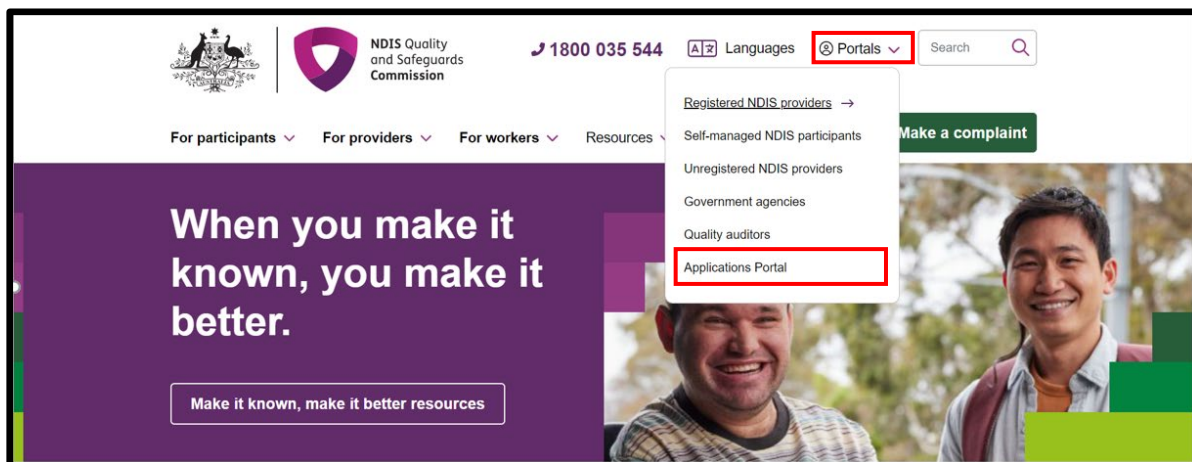 NDIS Quality
and Safeguards
Commission
1800 035 544
Languages
Portals
Search
For participants
For providers
For workers
Resources
Registered NDIS providers →
Self-managed NDIS participants
Unregistered NDIS providers
Government agencies
Quality auditors
Applications Portal
Make a complaint
When you make it
known, you make it
better.
Make it known, make it better resources